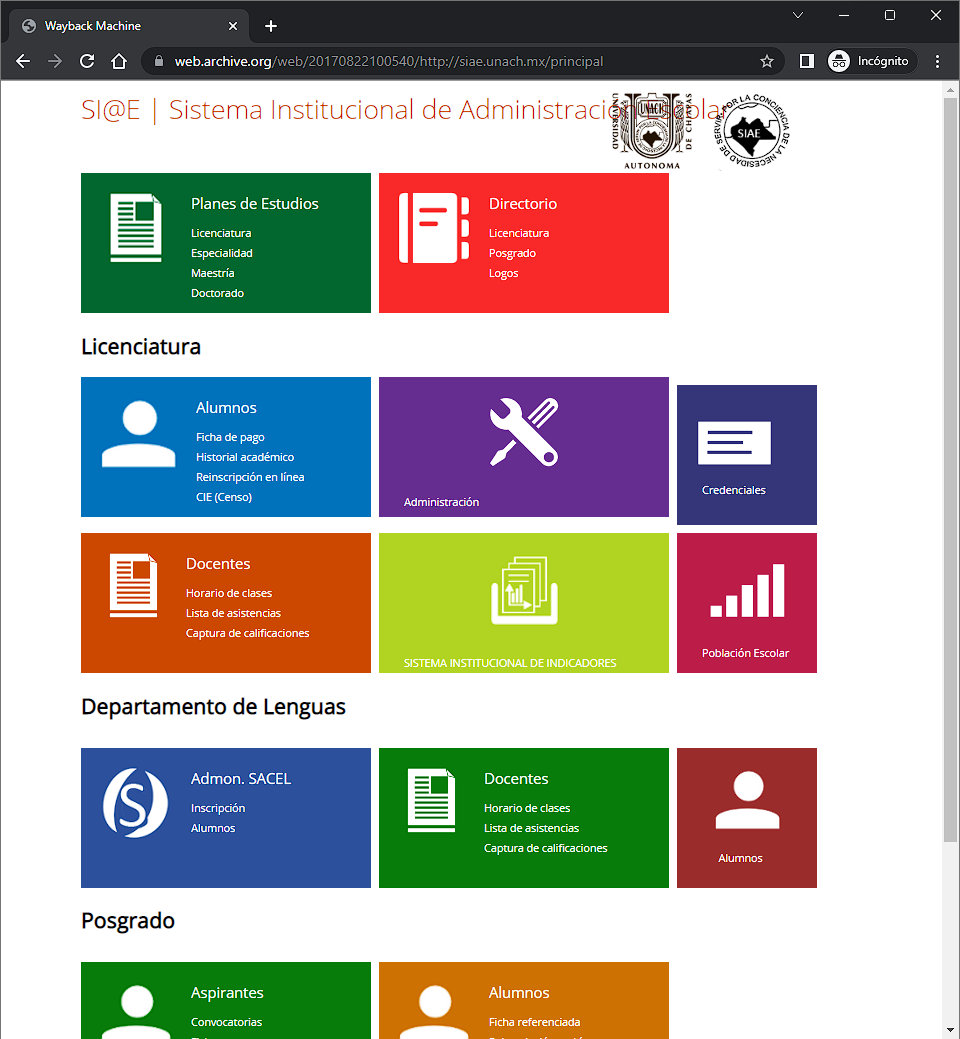 Wayback Machine
web.archive.org/web/20170822100540/http://siae.unach.mx/principal
Incógnito
SI@E | Sistema Institucional de Administración Escolar
UNACH
UNIVERSIDAD
DE CHIAPAS
AUTONOMA
POR LA CONCIENCIA DE LA NECESIDAD DE SERVIR
SIAE
Planes de Estudios
Licenciatura
Especialidad
Maestría
Doctorado
Directorio
Licenciatura
Posgrado
Logos
Licenciatura
Alumnos
Ficha de pago
Historial académico
Reinscripción en línea
CIE (Censo)
Administración
Credenciales
Docentes
Horario de clases
Lista de asistencias
Captura de calificaciones
SISTEMA INSTITUCIONAL DE INDICADORES
Población Escolar
Departamento de Lenguas
S
Admon. SACEL
Inscripción
Alumnos
Docentes
Horario de clases
Lista de asistencias
Captura de calificaciones
Alumnos
Posgrado
Aspirantes
Convocatorias
Alumnos
Ficha referenciada